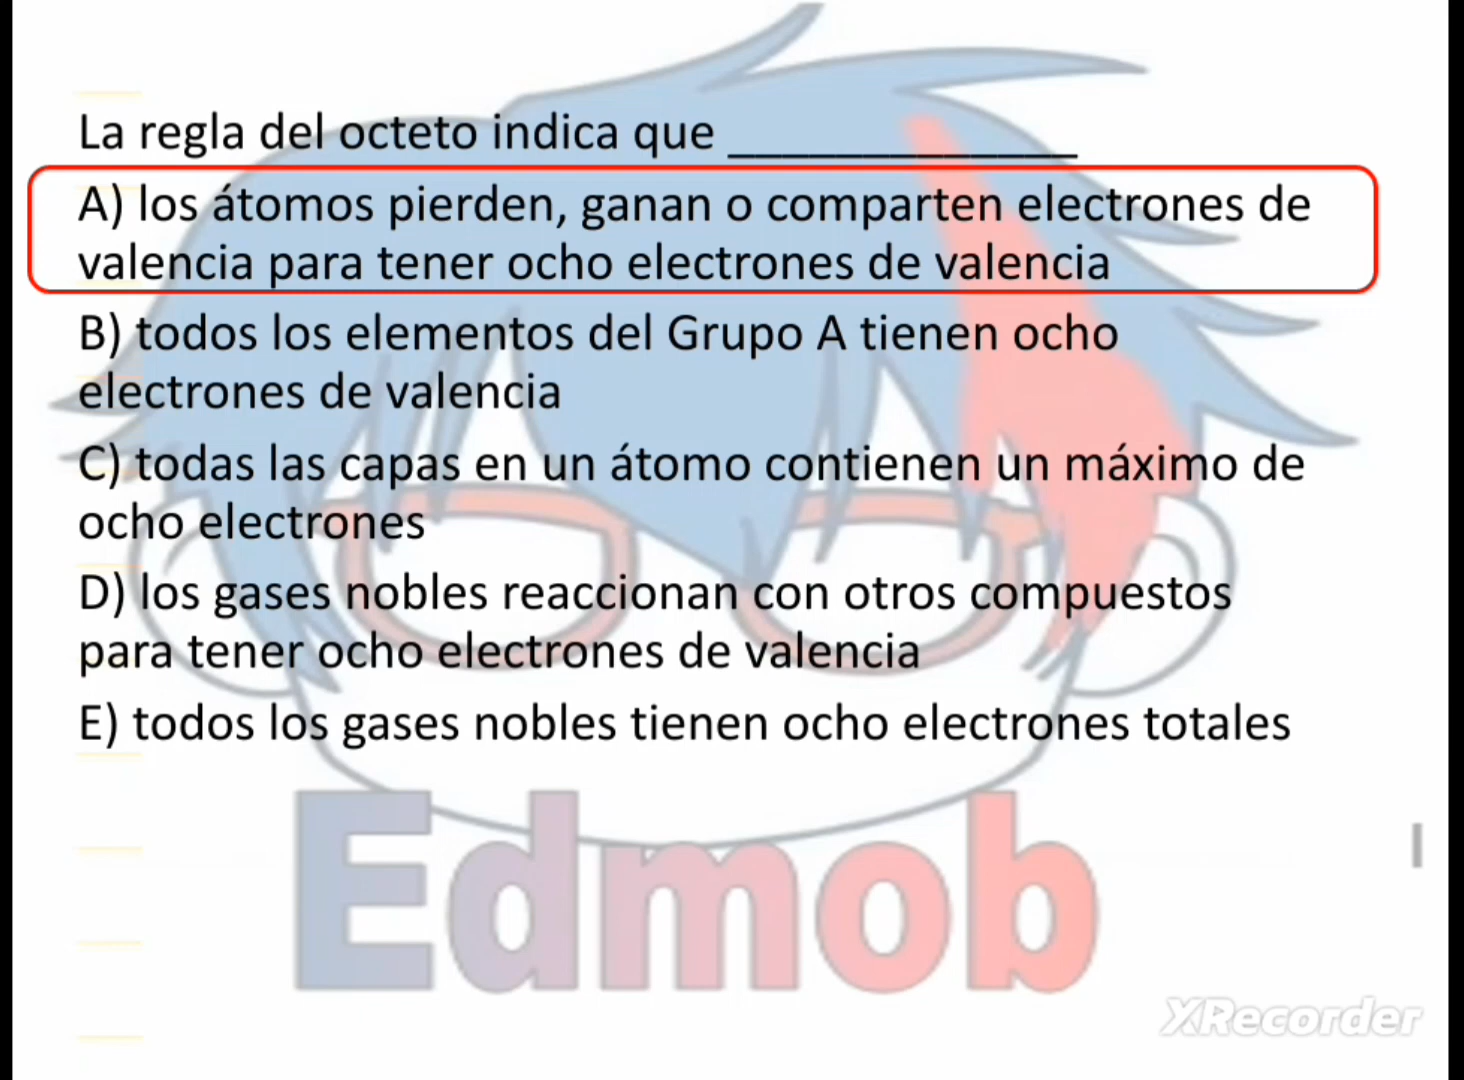 La regla del octeto indica que _____________
A) los átomos pierden, ganan o comparten electrones de
valencia para tener ocho electrones de valencia
B) todos los elementos del Grupo A tienen ocho
electrones de valencia
C) todas las capas en un átomo contienen un máximo de
ocho electrones
D) los gases nobles reaccionan con otros compuestos
para tener ocho electrones de valencia
E) todos los gases nobles tienen ocho electrones totales
Edmob
XRecorder